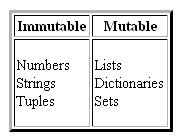 Immutable Mutable
Numbers Lists
Strings Dictionaries
Tuples Sets